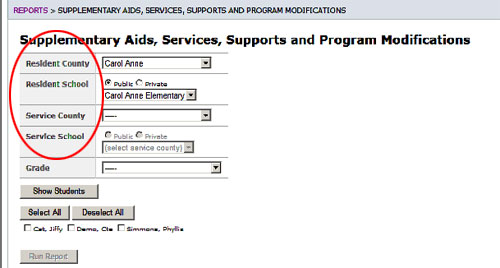 REPORTS > SUPPLEMENTARY AIDS, SERVICES, SUPPORTS AND PROGRAM MODIFICATIONS
Supplementary Aids, Services, Supports and Program Modifications
Resident County Carol Anne
Resident School Public Private
Carol Anne Elementary
Service County -----
Service School Public Private
(select service county)
Grade -----
Show Students
Select All Deselect All
Cat, Jiffy Demo, Ole Simmons, Phyllis
Run Report